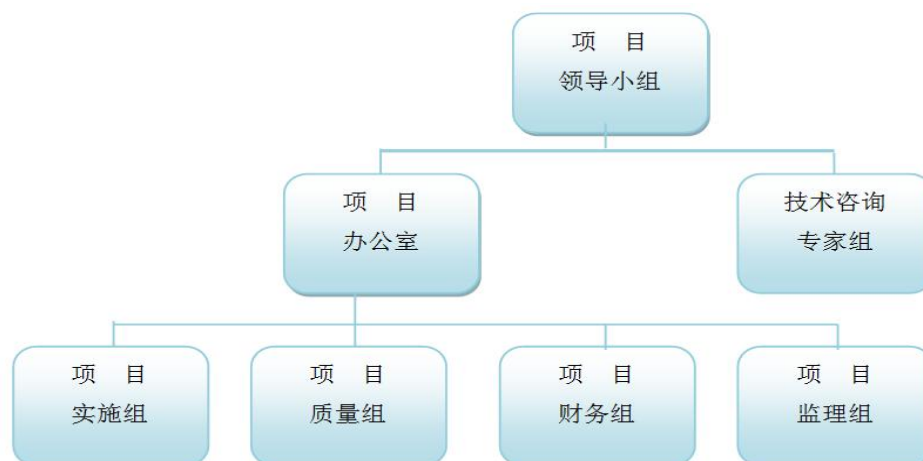 项 目
领导小组
项 目
办公室
技术咨询
专家组
项 目
实施组
项 目
质量组
项 目
财务组
项 目
监理组